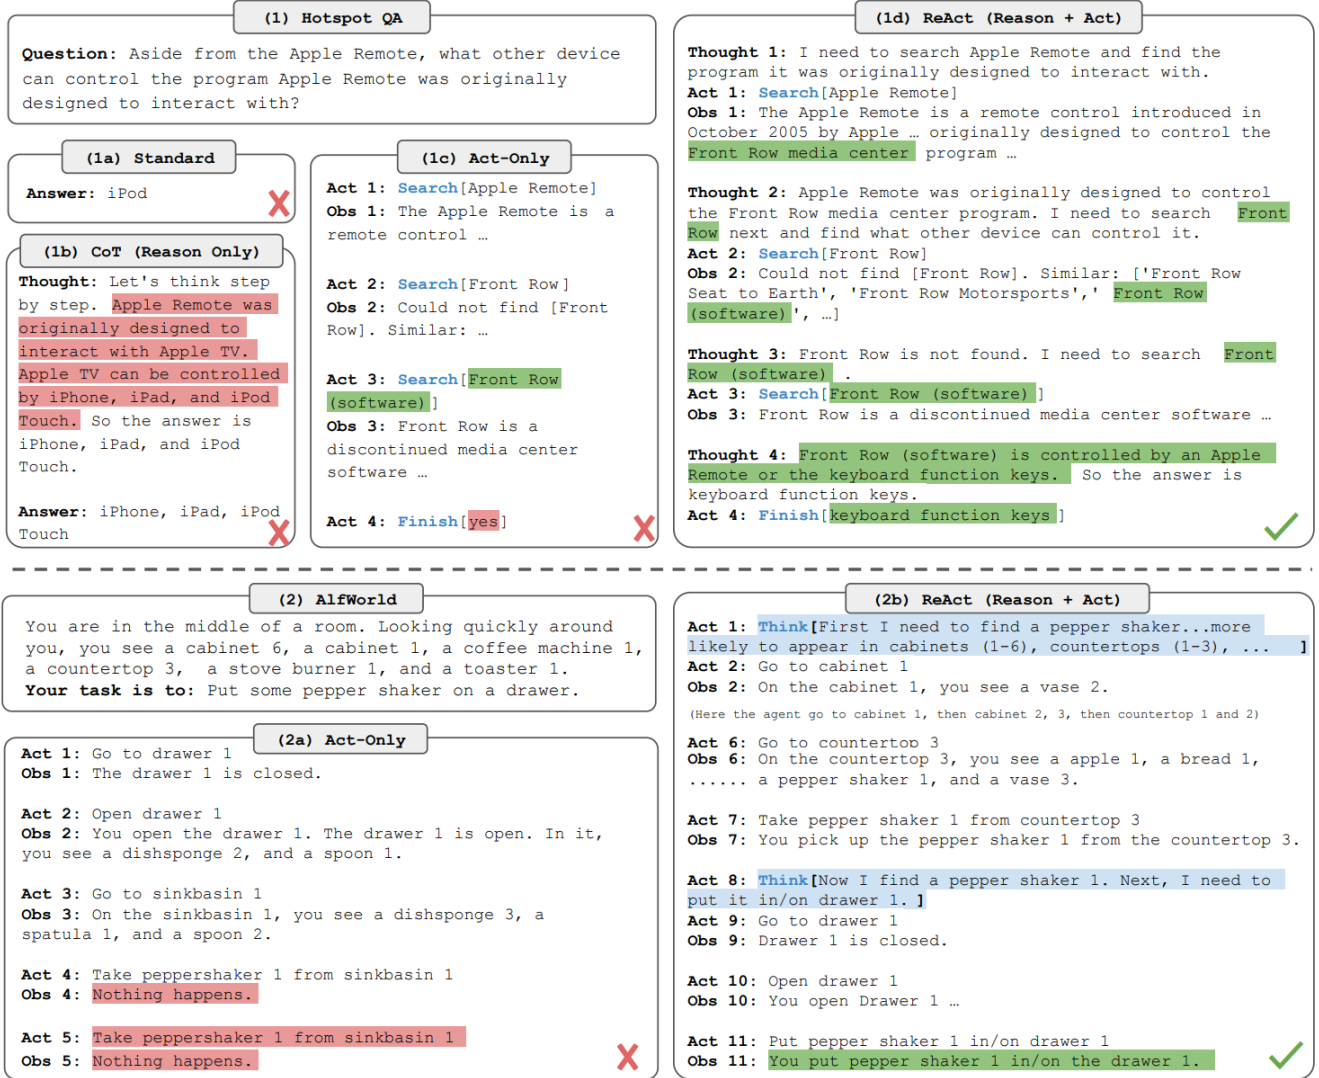 (1) Hotspot QA
Question: Aside from the Apple Remote, what other device
can control the program Apple Remote was originally
designed to interact with?
(1a) Standard
Answer: iPod
(1b) CoT (Reason Only)
Thought: Let's think step
by step. Apple Remote was
originally designed to
interact with Apple TV.
Apple TV can be controlled
by iPhone, iPad, and iPod
Touch. So the answer is
iPhone, iPad, and iPod
Touch.
Answer: iPhone, iPad, iPod
Touch
(1c) Act-Only
Act 1: Search[Apple Remote]
Obs 1: The Apple Remote is a
remote control …
Act 2: Search[Front Row]
Obs 2: Could not find [Front
Row]. Similar: …
Act 3: Search[Front Row
(software)]
Obs 3: Front Row is a
discontinued media center
software …
Act 4: Finish[yes]
(1d) ReAct (Reason + Act)
Thought 1: I need to search Apple Remote and find the
program it was originally designed to interact with.
Act 1: Search[Apple Remote]
Obs 1: The Apple Remote is a remote control introduced in
October 2005 by Apple … originally designed to control the
Front Row media center program …
Thought 2: Apple Remote was originally designed to control
the Front Row media center program. I need to search Front
Row next and find what other device can control it.
Act 2: Search[Front Row]
Obs 2: Could not find [Front Row]. Similar: ['Front Row
Seat to Earth', 'Front Row Motorsports',' Front Row
(software)', …]
Thought 3: Front Row is not found. I need to search Front
Row (software) .
Act 3: Search[Front Row (software)]
Obs 3: Front Row is a discontinued media center software …
Thought 4: Front Row (software) is controlled by an Apple
Remote or the keyboard function keys. So the answer is
keyboard function keys.
Act 4: Finish[keyboard function keys]
(2) AlfWorld
You are in the middle of a room. Looking quickly around
you, you see a cabinet 6, a cabinet 1, a coffee machine 1,
a countertop 3, a stove burner 1, and a toaster 1.
Your task is to: Put some pepper shaker on a drawer.
(2a) Act-Only
Act 1: Go to drawer 1
Obs 1: The drawer 1 is closed.
Act 2: Open drawer 1
Obs 2: You open the drawer 1. The drawer 1 is open. In it,
you see a dishsponge 2, and a spoon 1.
Act 3: Go to sinkbasin 1
Obs 3: On the sinkbasin 1, you see a dishsponge 3, a
spatula 1, and a spoon 2.
Act 4: Take peppershaker 1 from sinkbasin 1
Obs 4: Nothing happens.
Act 5: Take peppershaker 1 from sinkbasin 1
Obs 5: Nothing happens.
(2b) ReAct (Reason + Act)
Act 1: Think[First I need to find a pepper shaker...more
likely to appear in cabinets (1-6), countertops (1-3), ... ]
Act 2: Go to cabinet 1
Obs 2: On the cabinet 1, you see a vase 2.
(Here the agent go to cabinet 1, then cabinet 2, 3, then countertop 1 and 2)
Act 6: Go to countertop 3
Obs 6: On the countertop 3, you see a apple 1, a bread 1,
...... a pepper shaker 1, and a vase 3.
Act 7: Take pepper shaker 1 from countertop 3
Obs 7: You pick up the pepper shaker 1 from the countertop 3.
Act 8: Think[Now I find a pepper shaker 1. Next, I need to
put it in/on drawer 1. ]
Act 9: Go to drawer 1
Obs 9: Drawer 1 is closed.
Act 10: Open drawer 1
Obs 10: You open Drawer 1 …
Act 11: Put pepper shaker 1 in/on drawer 1
Obs 11: You put pepper shaker 1 in/on the drawer 1.